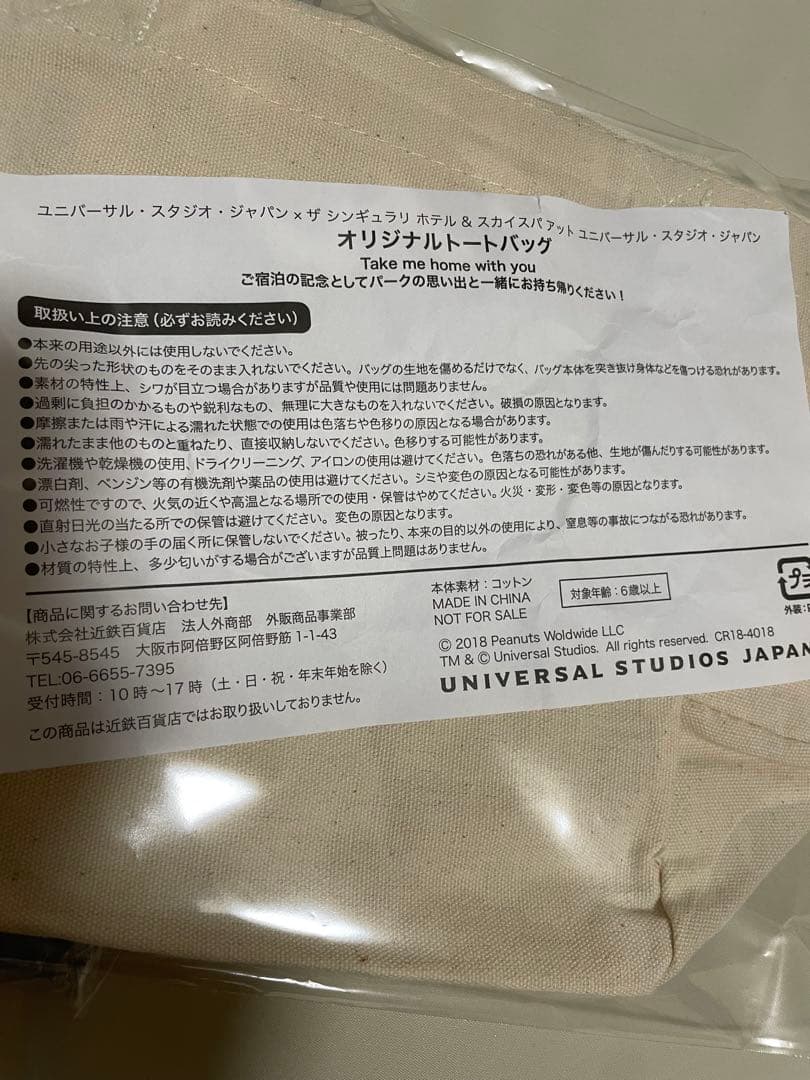 ユニバーサル・スタジオ・ジャパン × ザ シンギュラリ ホテル & スカイスパ アット ユニバーサル・スタジオ・ジャパン
オリジナルトートバッグ
Take me home with you
ご宿泊の記念としてパークの思い出と一緒にお持ち帰りください！
取扱い上の注意（必ずお読みください）
●本来の用途以外には使用しないでください。
●先の尖った形状のものをそのまま入れないでください。バッグの生地を傷めるだけでなく、バッグ本体を突き抜け身体などを傷つける恐れがあります。
●素材の特性上、シワが目立つ場合がありますが品質や使用には問題ありません。
●過剰に負担のかかるものや鋭利なもの、無理に大きなものを入れないでください。破損の原因となります。
●摩擦または雨や汗による濡れた状態での使用は色落ちや色移りの原因となる場合があります。
●濡れたまま他のものと重ねたり、直接収納しないでください。色移りする可能性があります。
●洗濯機や乾燥機の使用、ドライクリーニング、アイロンの使用は避けてください。色落ちの恐れがある他、生地が傷んだりする可能性があります。
●漂白剤、ベンジン等の有機洗剤や薬品の使用は避けてください。シミや変色の原因となる可能性があります。
●可燃性ですので、火気の近くや高温となる場所での使用・保管はやめてください。火災・変形・変色等の原因となります。
●直射日光の当たる所での保管は避けてください。変色の原因となります。
●小さなお子様の手の届く所に保管しないでください。被ったり、本来の目的以外の使用により、窒息等の事故につながる恐れがあります。
●材質の特性上、多少匂いがする場合がございますが品質上問題はありません。
【商品に関するお問い合わせ先】
株式会社近鉄百貨店 法人外商部 外販商品事業部
〒545-8545 大阪市阿倍野区阿倍野筋 1-1-43
TEL:06-6655-7395
受付時間：10時～17時（土・日・祝・年末年始を除く）
この商品は近鉄百貨店ではお取り扱いしておりません。
本体素材：コットン
MADE IN CHINA
NOT FOR SALE
対象年齢：6歳以上
プラ
外装：
© 2018 Peanuts Woldwide LLC
TM & © Universal Studios. All rights reserved. CR18-4018
UNIVERSAL STUDIOS JAPAN